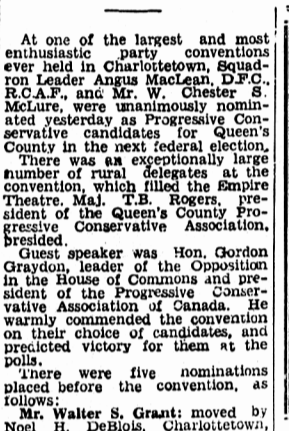 At one of the largest and most
enthusiastic party conventions
ever held in Charlottetown, Squad-
ron Leader Angus MacLean, D.F.C.,
R.C.A.F., and Mr. W. Chester S.
McLure, were unanimously nomin-
ated yesterday as Progressive Con-
servative candidates for Queen's
County in the next federal election.
There was an exceptionally large
number of rural delegates at the
convention, which filled the Empire
Theatre. Maj. T.B. Rogers, pre-
sident of the Queen's County Pro-
gressive Conservative Association,
presided.
Guest speaker was Hon. Gordon
Graydon, leader of the Opposition
in the House of Commons and pre-
sident of the Progressive Conser-
vative Association of Canada. He
warmly commended the convention
on their choice of candidates, and
predicted victory for them at the
polls.
There were five nominations
placed before the convention, as
follows:
Mr. Walter S. Grant: moved by
Noel H. DeBlois, Charlottetown,